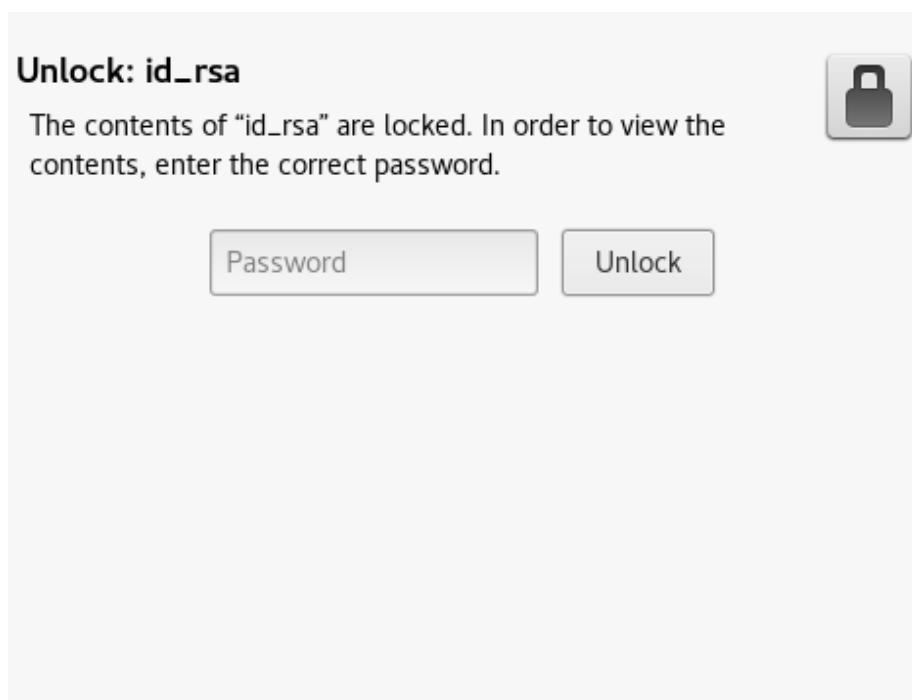 Unlock: id_rsa
The contents of “id_rsa” are locked. In order to view the
contents, enter the correct password.
Password
Unlock